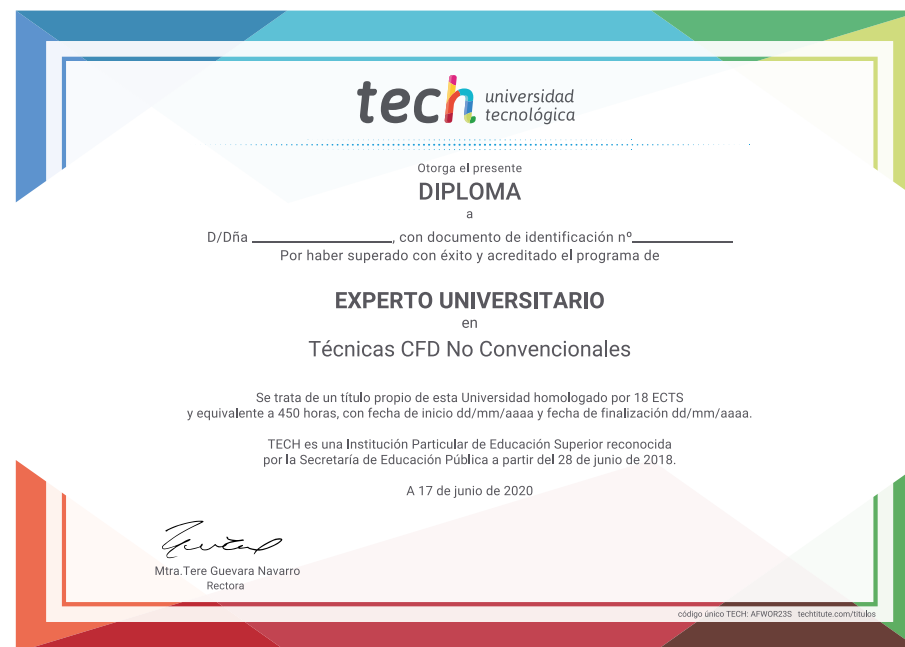 tech universidad
tecnológica
Otorga el presente
DIPLOMA
a
D/Dña ____________________, con documento de identificación nº______________
Por haber superado con éxito y acreditado el programa de
EXPERTO UNIVERSITARIO
en
Técnicas CFD No Convencionales
Se trata de un título propio de esta Universidad homologado por 18 ECTS
y equivalente a 450 horas, con fecha de inicio dd/mm/aaaa y fecha de finalización dd/mm/aaaa.
TECH es una Institución Particular de Educación Superior reconocida
por la Secretaría de Educación Pública a partir del 28 de junio de 2018.
A 17 de junio de 2020
Mtra.Tere Guevara Navarro
Rectora
código único TECH: AFWOR23S techtitute.com/titulos